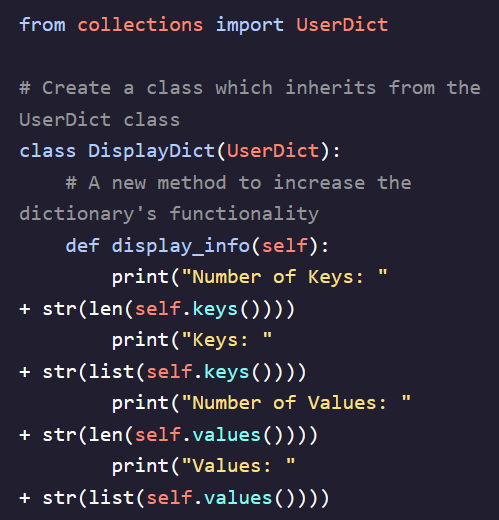 from collections import UserDict

# Create a class which inherits from the
UserDict class
class DisplayDict(UserDict):
    # A new method to increase the
dictionary's functionality
    def display_info(self):
        print("Number of Keys: "
+ str(len(self.keys())))
        print("Keys: "
+ str(list(self.keys())))
        print("Number of Values: "
+ str(len(self.values())))
        print("Values: "
+ str(list(self.values())))